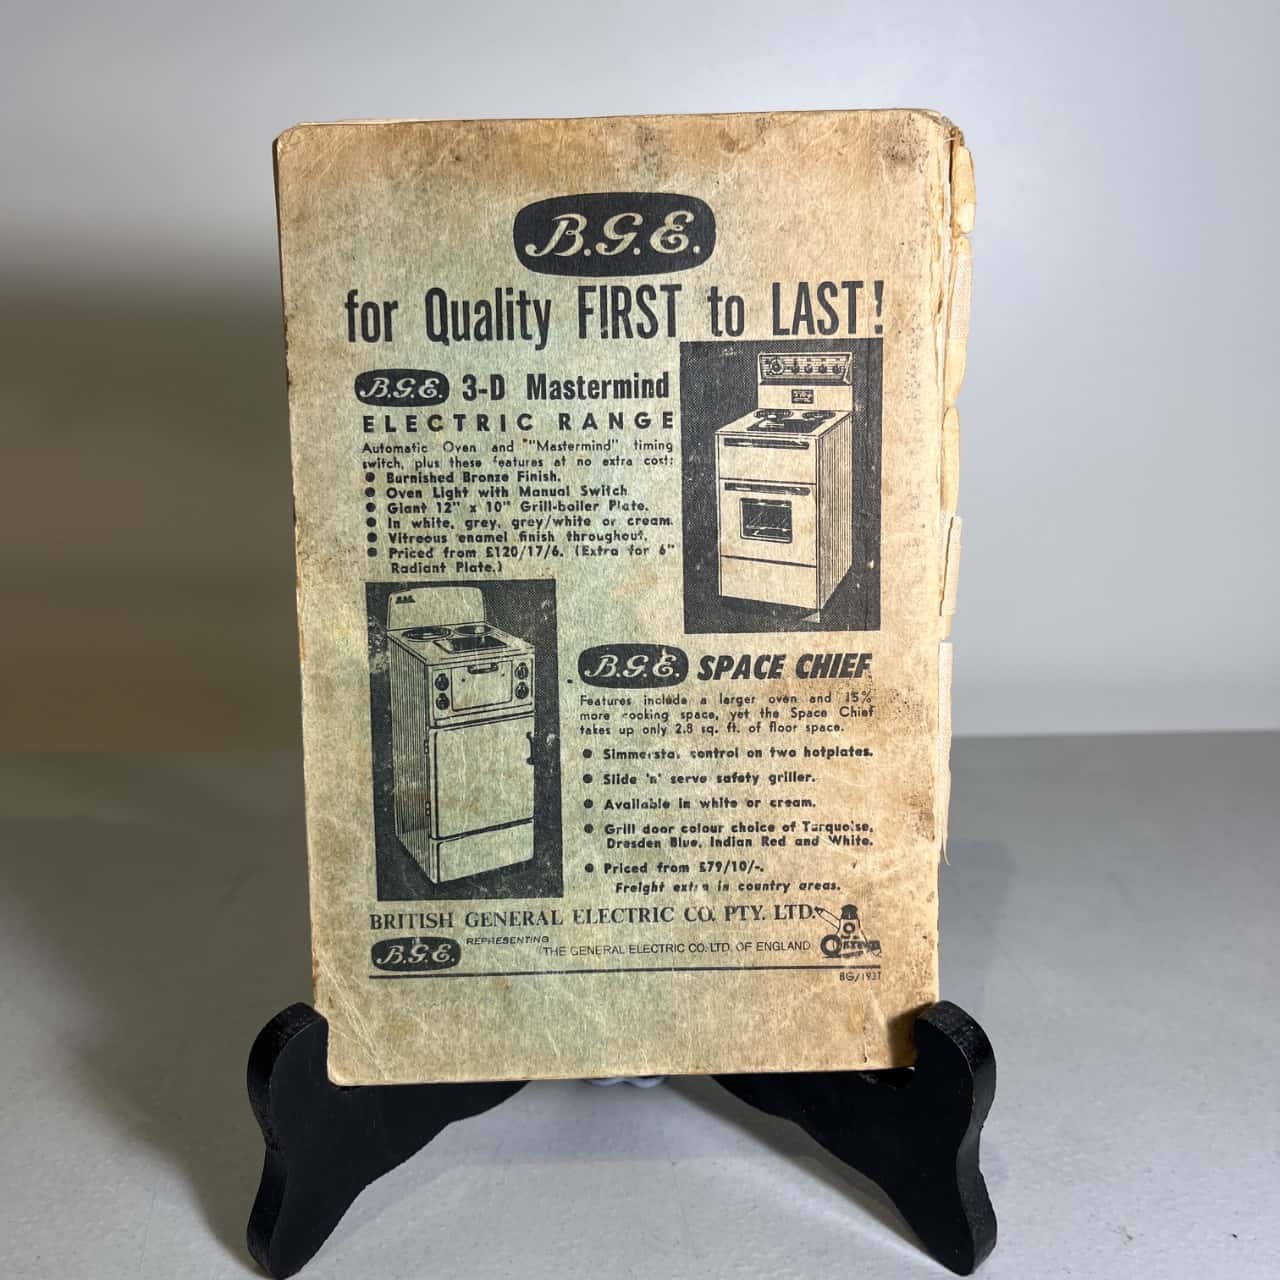 B.G.E.
for Quality FIRST to LAST!
B.G.E. 3-D Mastermind
ELECTRIC RANGE
Automatic Oven and "Mastermind" timing
switch, plus these features at no extra cost:
● Burnished Bronze Finish.
● Oven Light with Manual Switch
● Giant 12" x 10" Grill-boiler Plate.
● In white, grey, grey/white or cream.
● Vitreous enamel finish throughout.
● Priced from £120/17/6. (Extra for 6"
Radiant Plate.)
B.G.E. SPACE CHIEF
Features include a larger oven and 15%
more cooking space, yet the Space Chief
takes up only 2.8 sq. ft. of floor space.
● Simmerstat control on two hotplates.
● Slide 'n' serve safety griller.
● Available in white or cream.
● Grill door colour choice of Turquoise,
Dresden Blue, Indian Red and White.
● Priced from £79/10/-.
Freight extra in country areas.
BRITISH GENERAL ELECTRIC CO. PTY. LTD.
B.G.E. REPRESENTING THE GENERAL ELECTRIC CO. LTD. OF ENGLAND
BG/1937